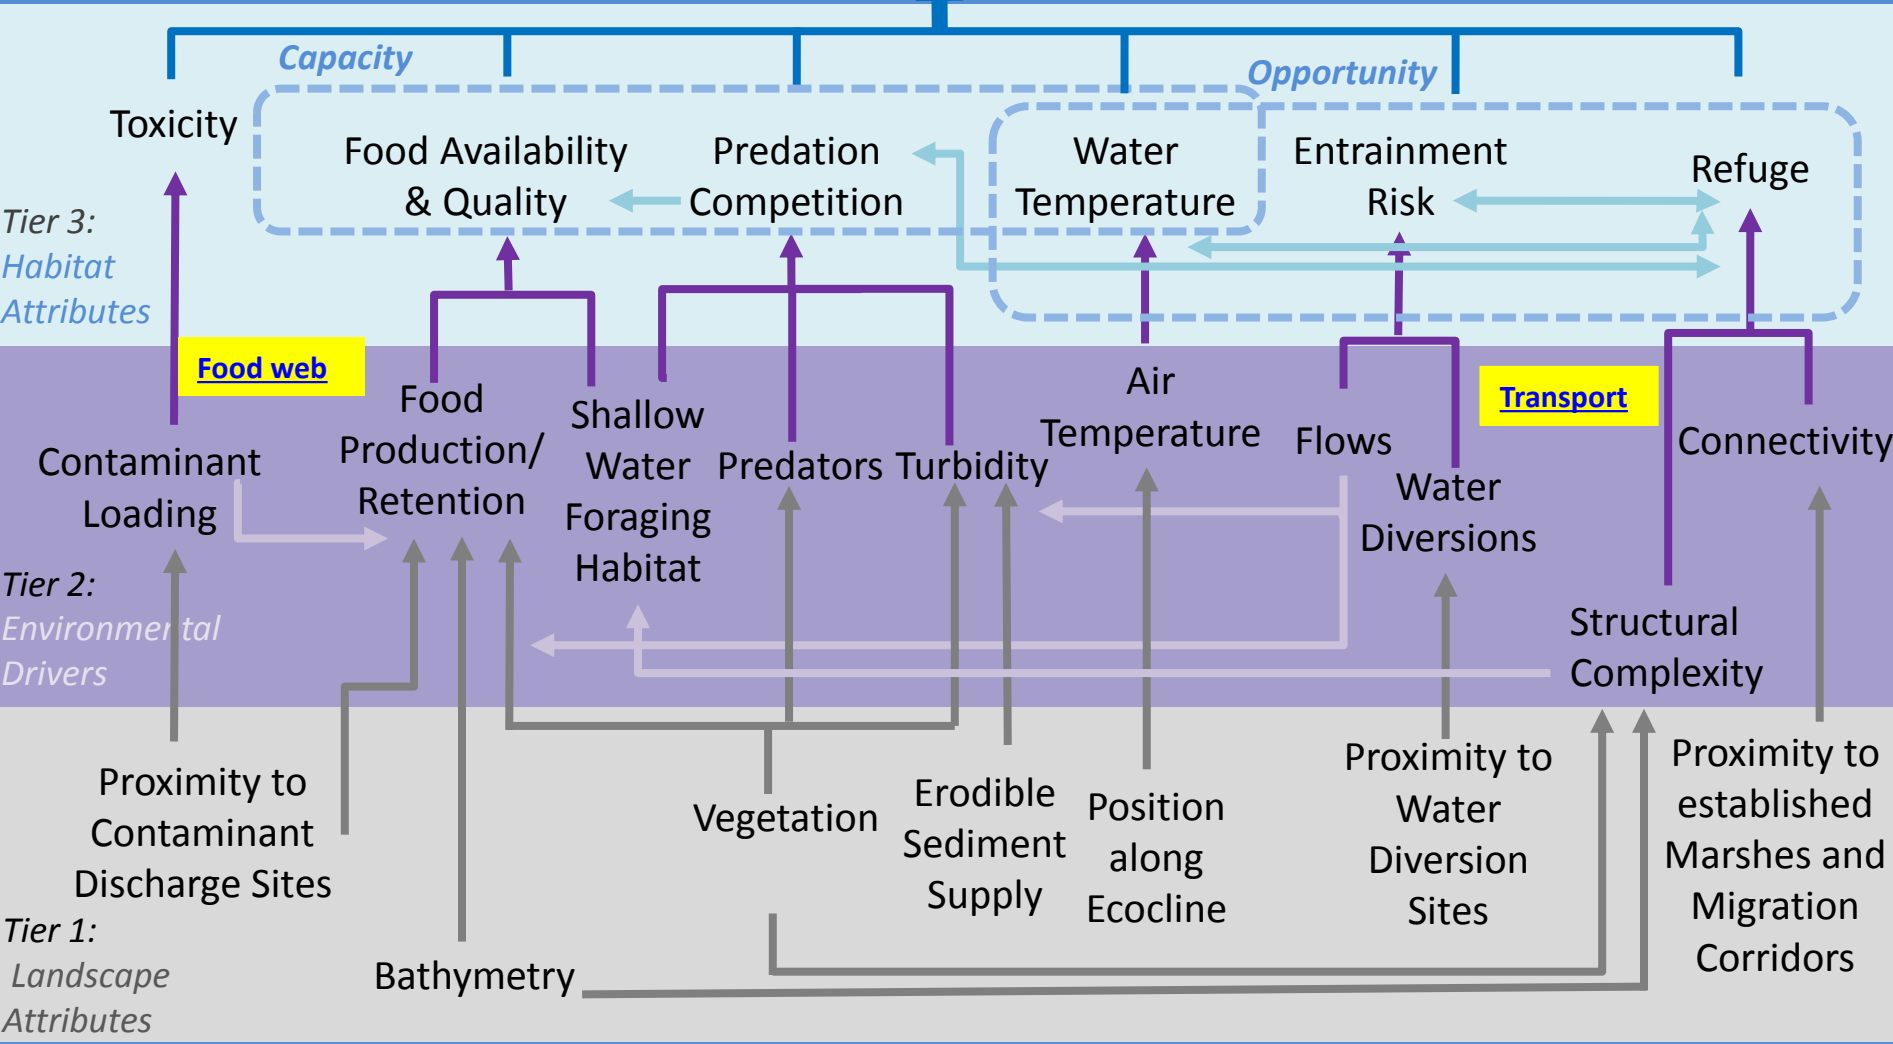 Capacity
Opportunity
Toxicity
Food Availability
& Quality
Predation
Competition
Water
Temperature
Entrainment
Risk
Refuge
Tier 3:
Habitat
Attributes
Food web
Transport
Contaminant
Loading
Food
Production/
Retention
Shallow
Water
Foraging
Habitat
Predators
Turbidity
Air
Temperature
Flows
Water
Diversions
Connectivity
Structural
Complexity
Tier 2:
Environmental
Drivers
Proximity to
Contaminant
Discharge Sites
Bathymetry
Vegetation
Erodible
Sediment
Supply
Position
along
Ecocline
Proximity to
Water
Diversion
Sites
Proximity to
established
Marshes and
Migration
Corridors
Tier 1:
Landscape
Attributes